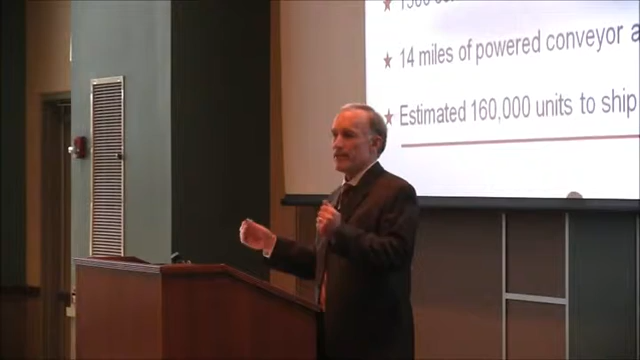 14 miles of powered conveyor
Estimated 160,000 units to ship